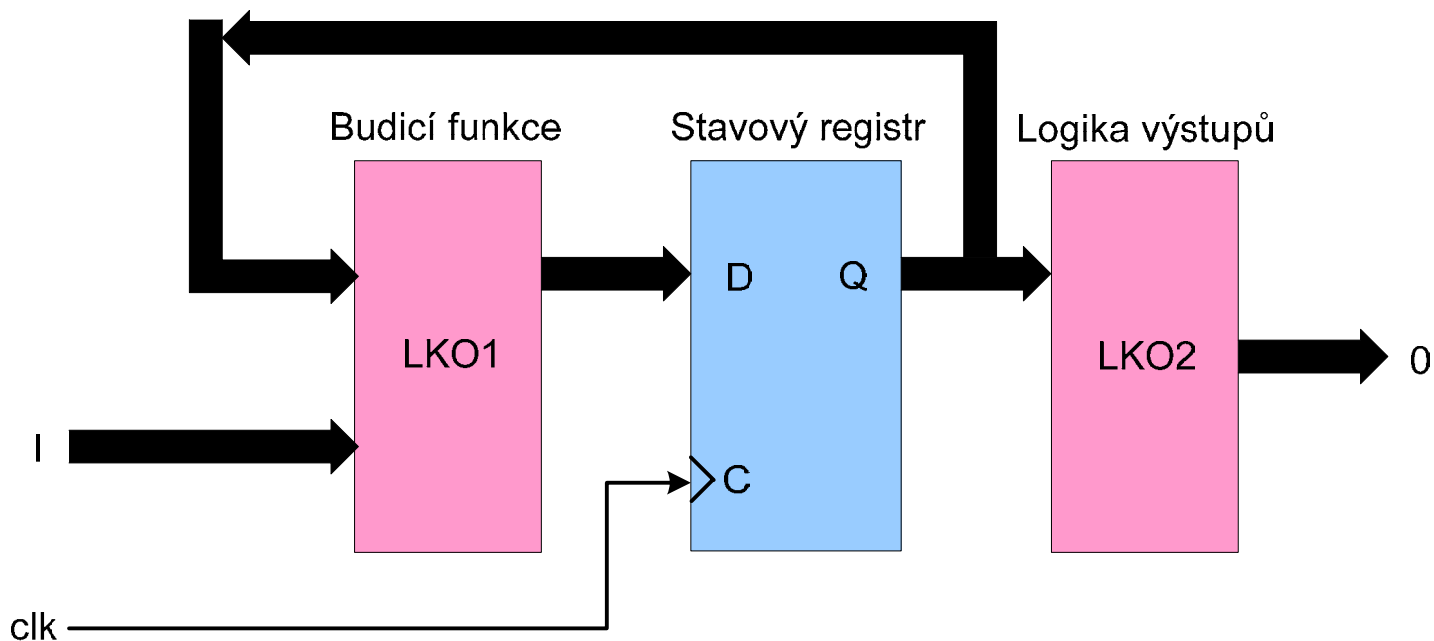 Budicí funkce
Stavový registr
Logika výstupů
D
Q
LKO1
LKO2
0
I
C
clk